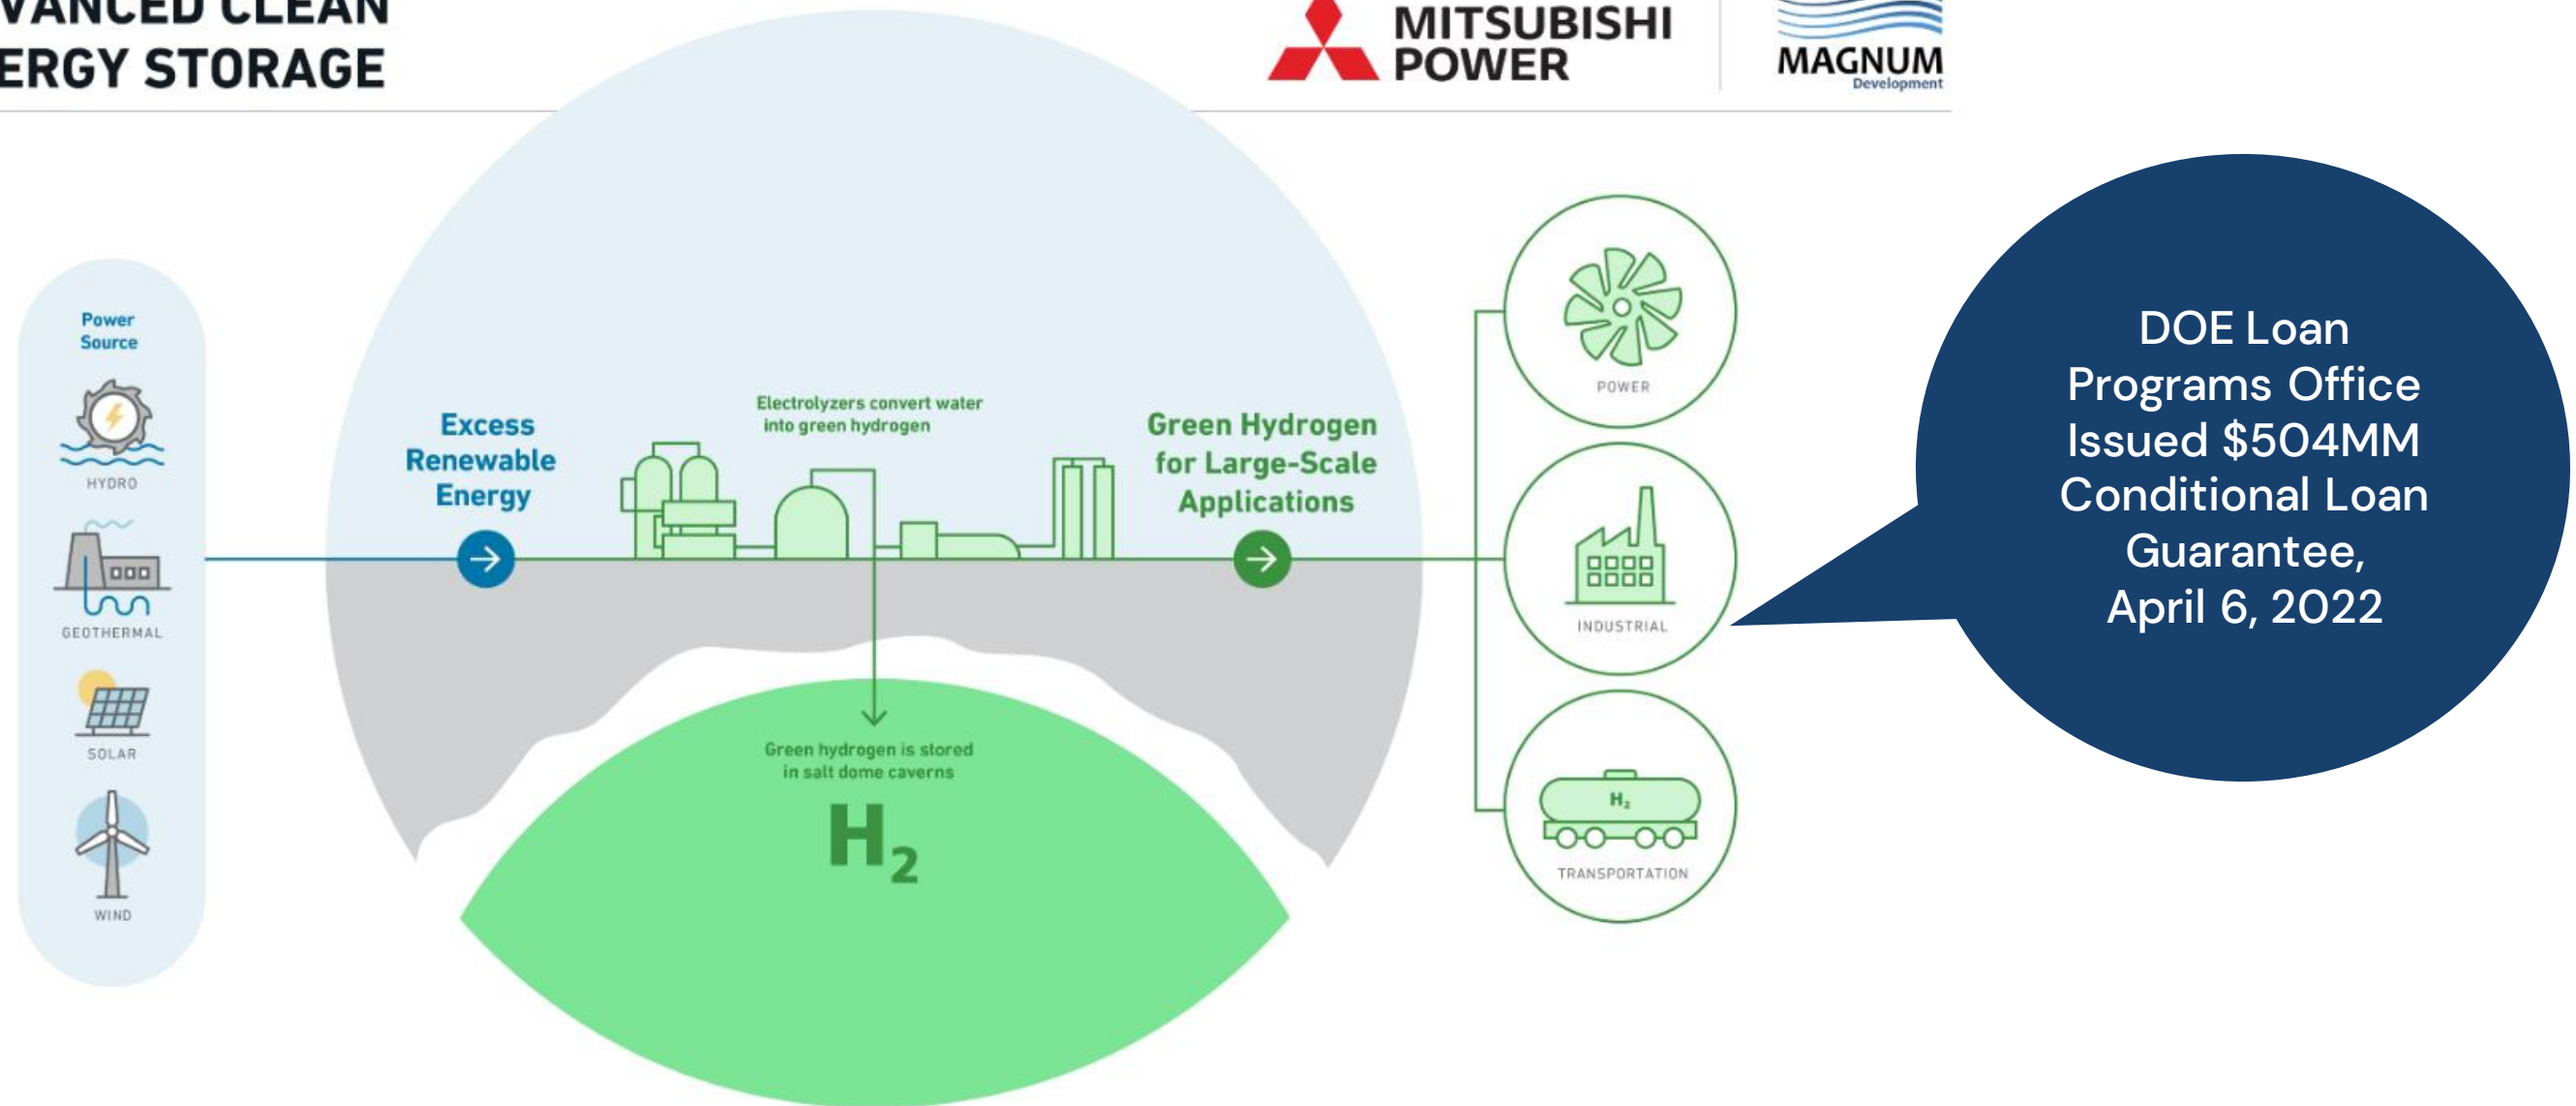 VANCED CLEAN
ERGY STORAGE
MITSUBISHI
POWER
MAGNUM
Development
Power
Source
HYDRO
GEOTHERMAL
SOLAR
WIND
Excess
Renewable
Energy
Electrolyzers convert water
into green hydrogen
Green Hydrogen
for Large-Scale
Applications
Green hydrogen is stored
in salt dome caverns
H₂
POWER
INDUSTRIAL
H₂
TRANSPORTATION
DOE Loan
Programs Office
Issued $504MM
Conditional Loan
Guarantee,
April 6, 2022